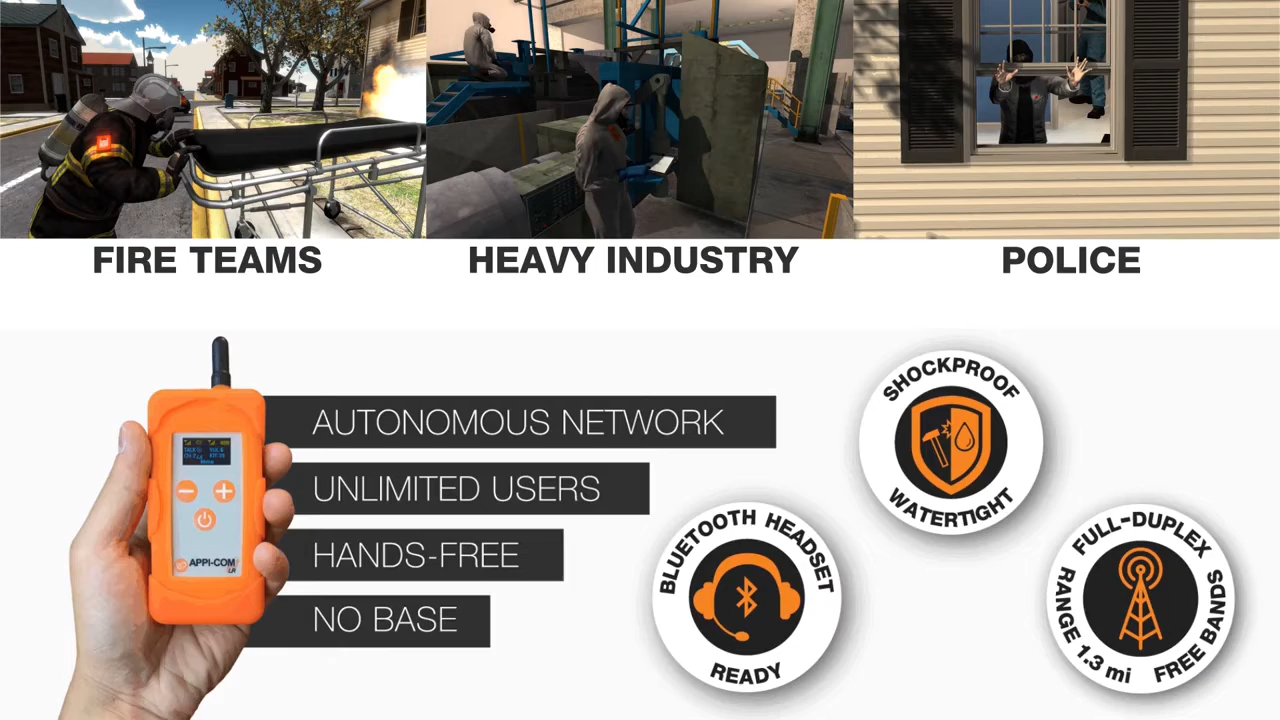 FIRE TEAMS
HEAVY INDUSTRY
POLICE
AUTONOMOUS NETWORK
UNLIMITED USERS
HANDS-FREE
NO BASE
APPI-COM
LR
BLUETOOTH HEADSET
READY
SHOCKPROOF
WATERTIGHT
FULL-DUPLEX
RANGE 1.3 mi
FREE BANDS